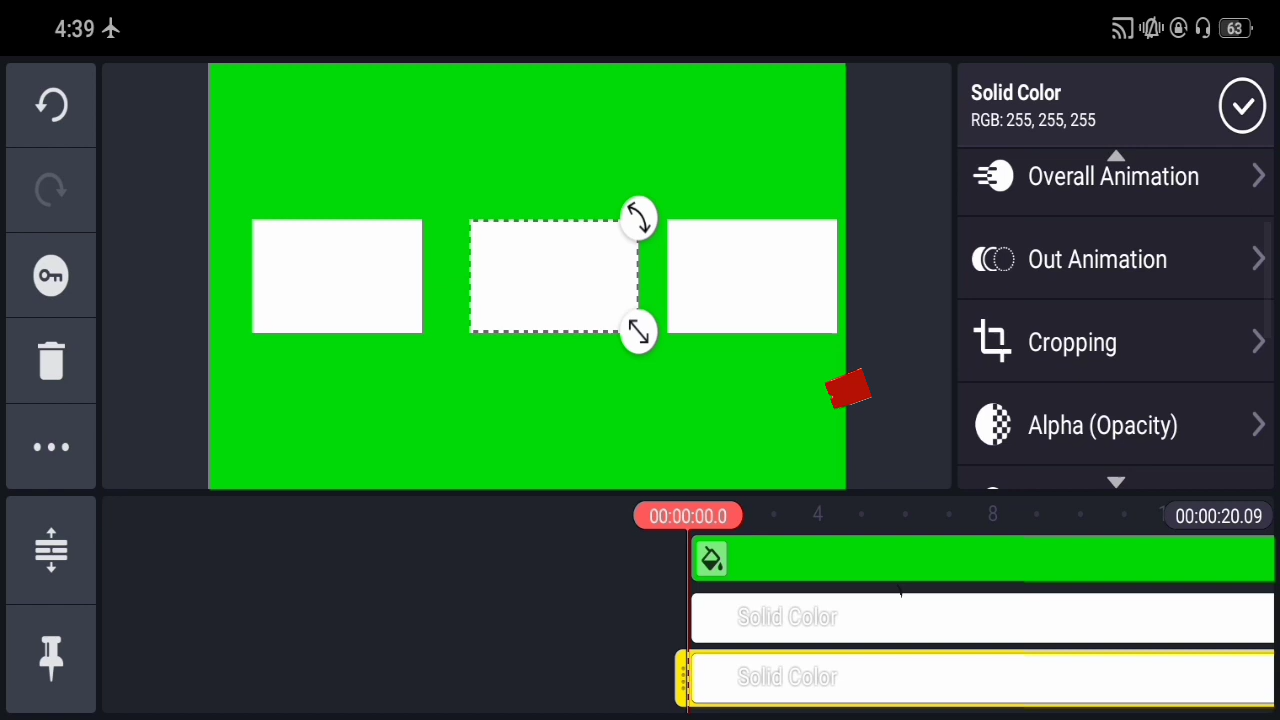 4:39
63
Solid Color
RGB: 255, 255, 255
Overall Animation
Out Animation
Cropping
Alpha (Opacity)
00:00:00.0
4
8
1
00:00:20.09
Solid Color
Solid Color